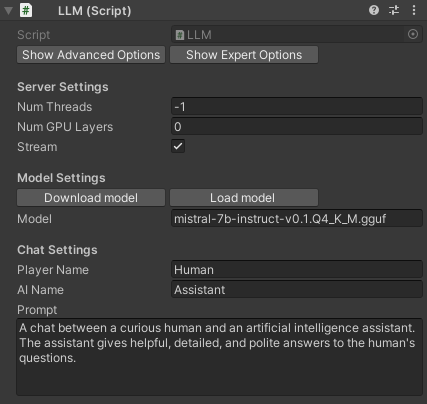 LLM (Script)
Script LLM
Show Advanced Options Show Expert Options
Server Settings
Num Threads -1
Num GPU Layers 0
Stream
Model Settings
Download model Load model
Model mistral-7b-instruct-v0.1.Q4_K_M.gguf
Chat Settings
Player Name Human
AI Name Assistant
Prompt
A chat between a curious human and an artificial intelligence assistant.
The assistant gives helpful, detailed, and polite answers to the human's
questions.